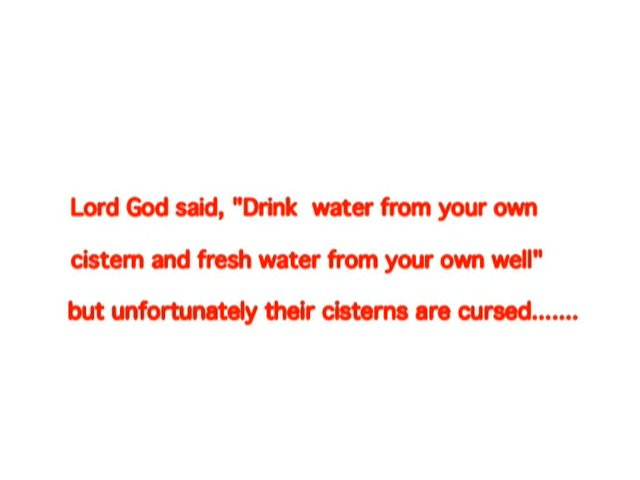 Lord God said, "Drink  water from your own
cistern and fresh water from your own well"
but unfortunately their cisterns are cursed.......